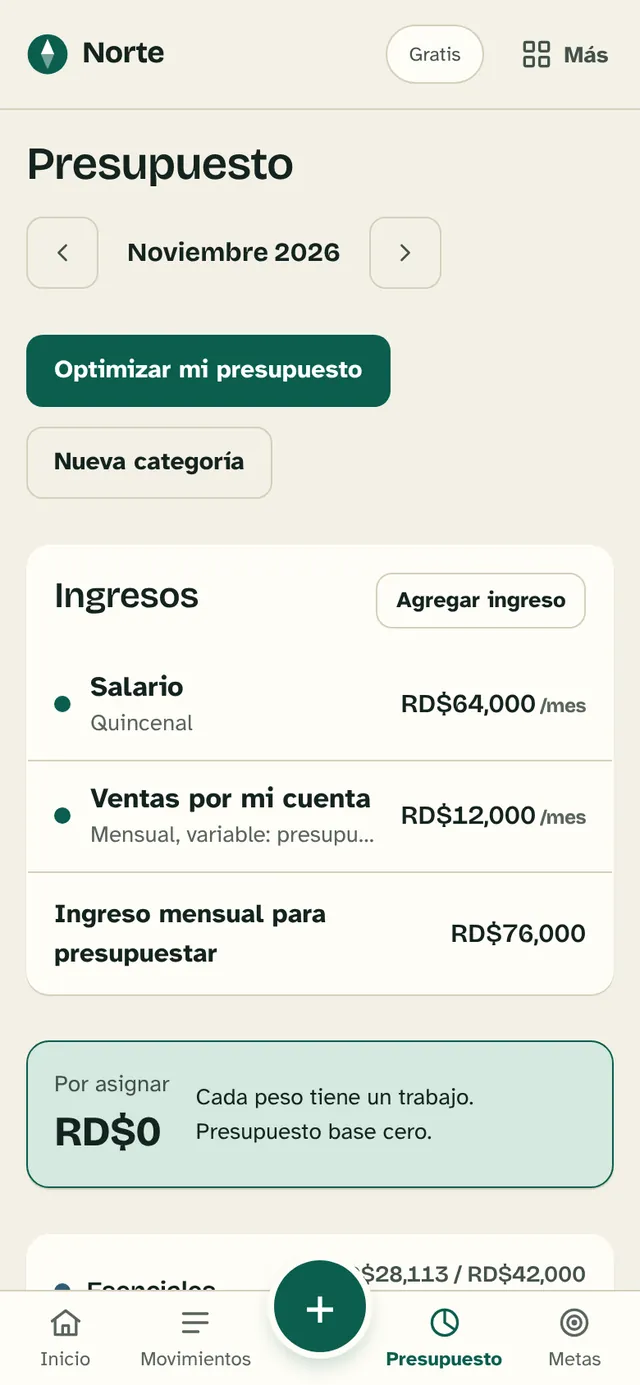 Norte
Gratis
Más
Presupuesto
Noviembre 2026
Optimizar mi presupuesto
Nueva categoría
Ingresos
Agregar ingreso
Salario
Quincenal
RD$64,000 /mes
Ventas por mi cuenta
Mensual, variable: presupu...
RD$12,000 /mes
Ingreso mensual para
presupuestar
RD$76,000
Por asignar
RD$0
Cada peso tiene un trabajo.
Presupuesto base cero.
Esenciales
$28,113 / RD$42,000
Inicio
Movimientos
Presupuesto
Metas